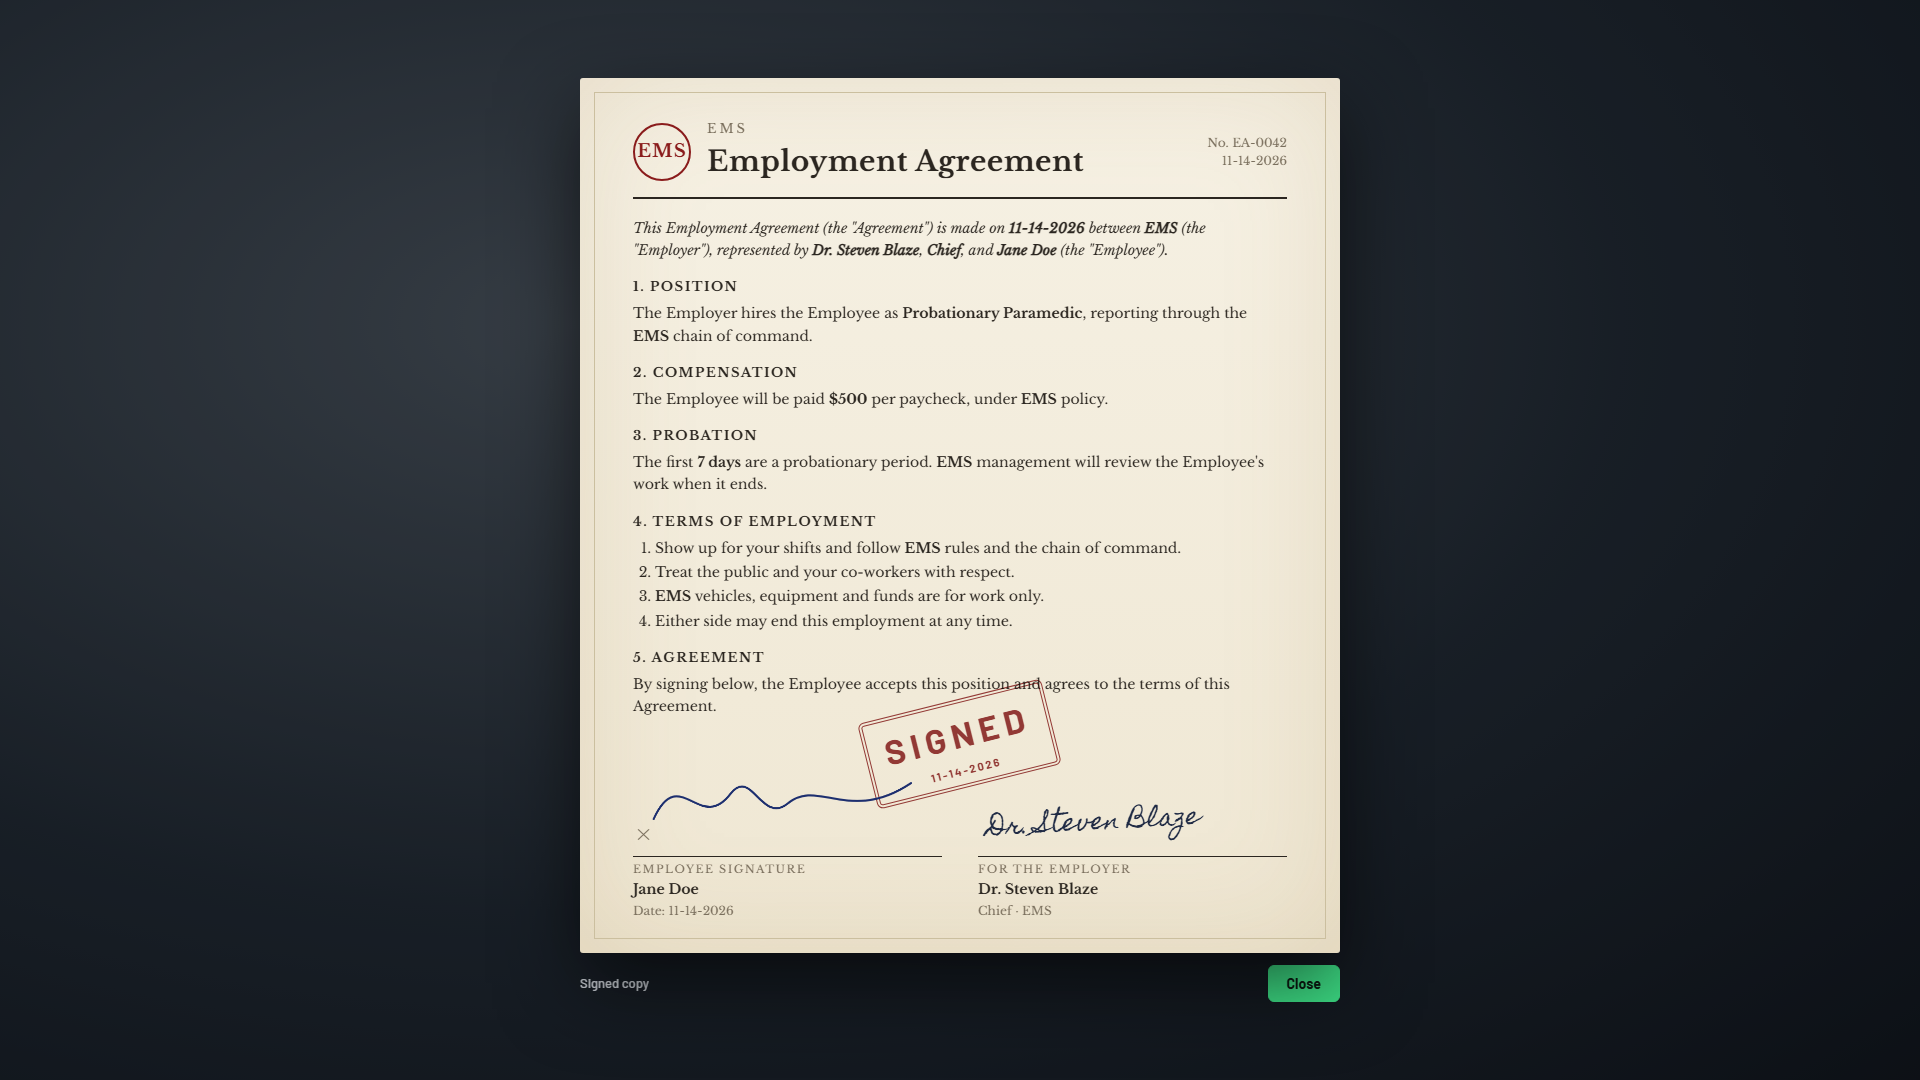 EMS
EMS
Employment Agreement
No. EA-0042
11-14-2026
This Employment Agreement (the "Agreement") is made on 11-14-2026 between EMS (the
"Employer"), represented by Dr. Steven Blaze, Chief, and Jane Doe (the "Employee").
1. POSITION
The Employer hires the Employee as Probationary Paramedic, reporting through the
EMS chain of command.
2. COMPENSATION
The Employee will be paid $500 per paycheck, under EMS policy.
3. PROBATION
The first 7 days are a probationary period. EMS management will review the Employee's
work when it ends.
4. TERMS OF EMPLOYMENT
1. Show up for your shifts and follow EMS rules and the chain of command.
2. Treat the public and your co-workers with respect.
3. EMS vehicles, equipment and funds are for work only.
4. Either side may end this employment at any time.
5. AGREEMENT
By signing below, the Employee accepts this position and agrees to the terms of this
Agreement.
SIGNED
11-14-2026
Dr. Steven Blaze
EMPLOYEE SIGNATURE
Jane Doe
Date: 11-14-2026
FOR THE EMPLOYER
Dr. Steven Blaze
Chief · EMS
Signed copy
Close